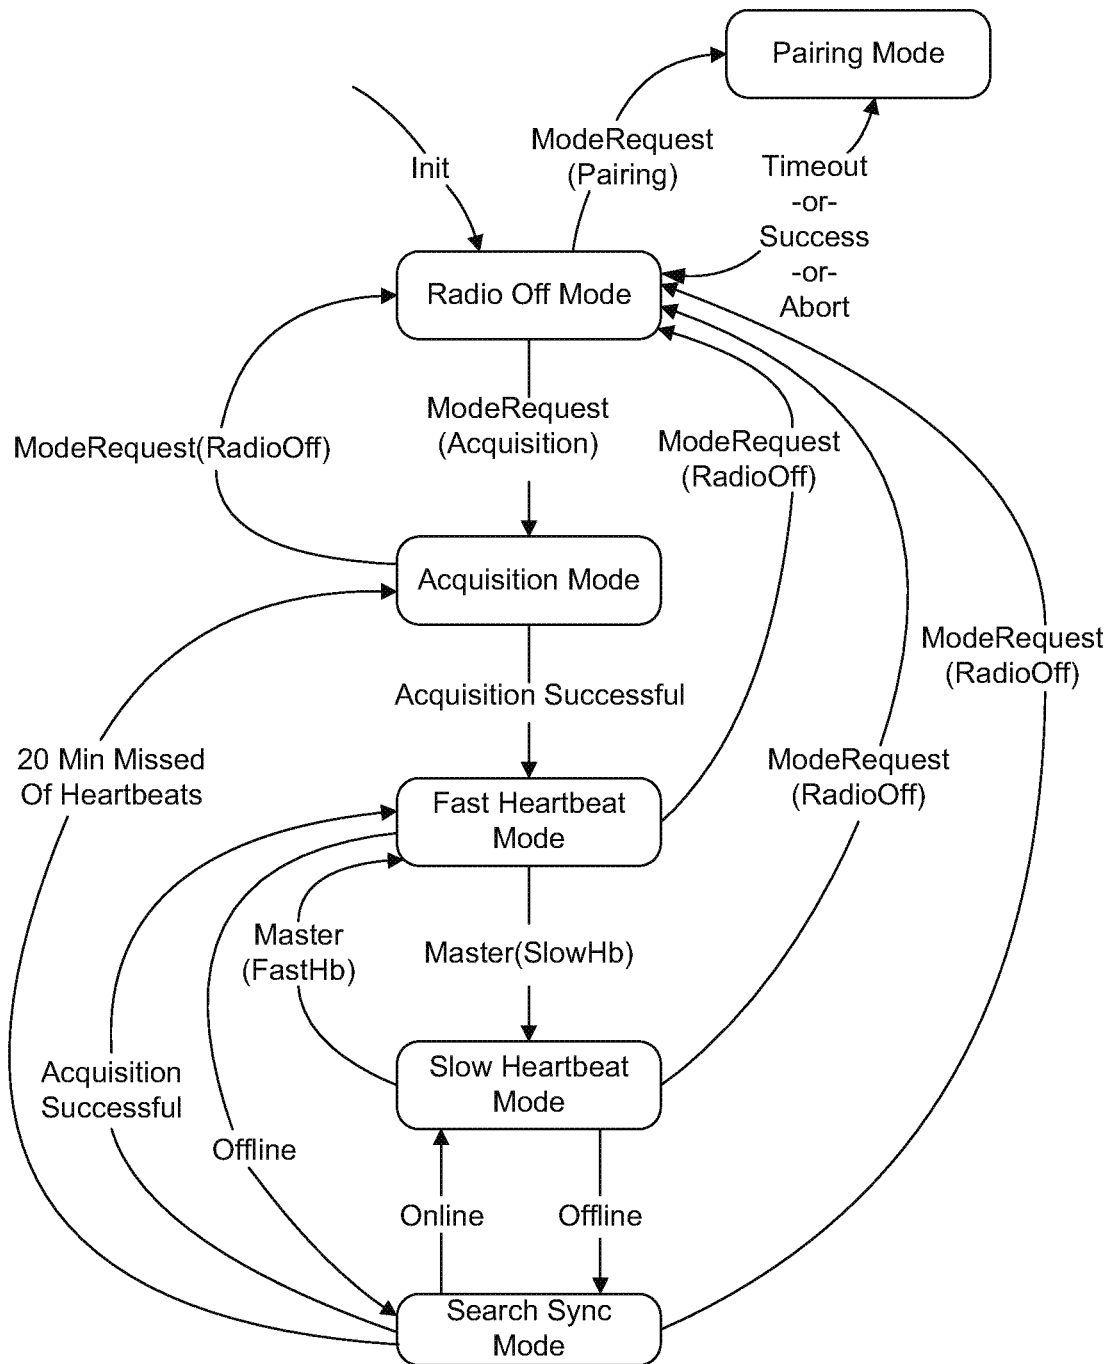 Pairing Mode
ModeRequest
(Pairing)
Init
Timeout
-or-
Success
-or-
Abort
Radio Off Mode
ModeRequest
(Acquisition)
ModeRequest(RadioOff)
ModeRequest
(RadioOff)
Acquisition Mode
ModeRequest
(RadioOff)
Acquisition Successful
20 Min Missed
Of Heartbeats
ModeRequest
(RadioOff)
Fast Heartbeat
Mode
Master
(FastHb)
Master(SlowHb)
Slow Heartbeat
Mode
Acquisition
Successful
Offline
Online
Offline
Search Sync
Mode